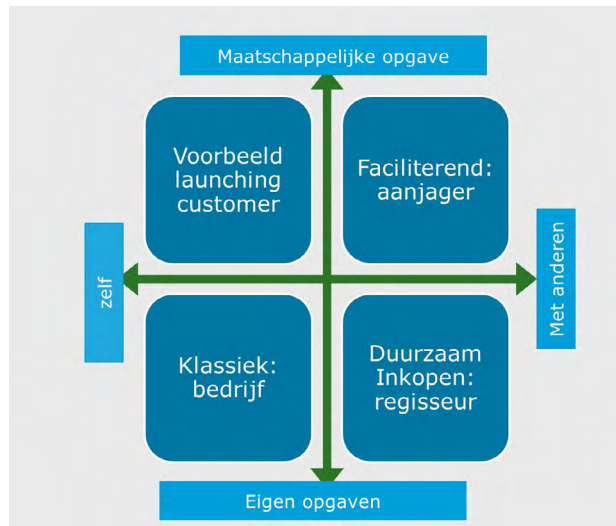 Maatschappelijke opgave
Voorbeeld
launching
customer
Faciliterend:
aanjager
zelf
Met anderen
Klassiek:
bedrijf
Duurzaam
Inkopen:
regisseur
Eigen opgaven